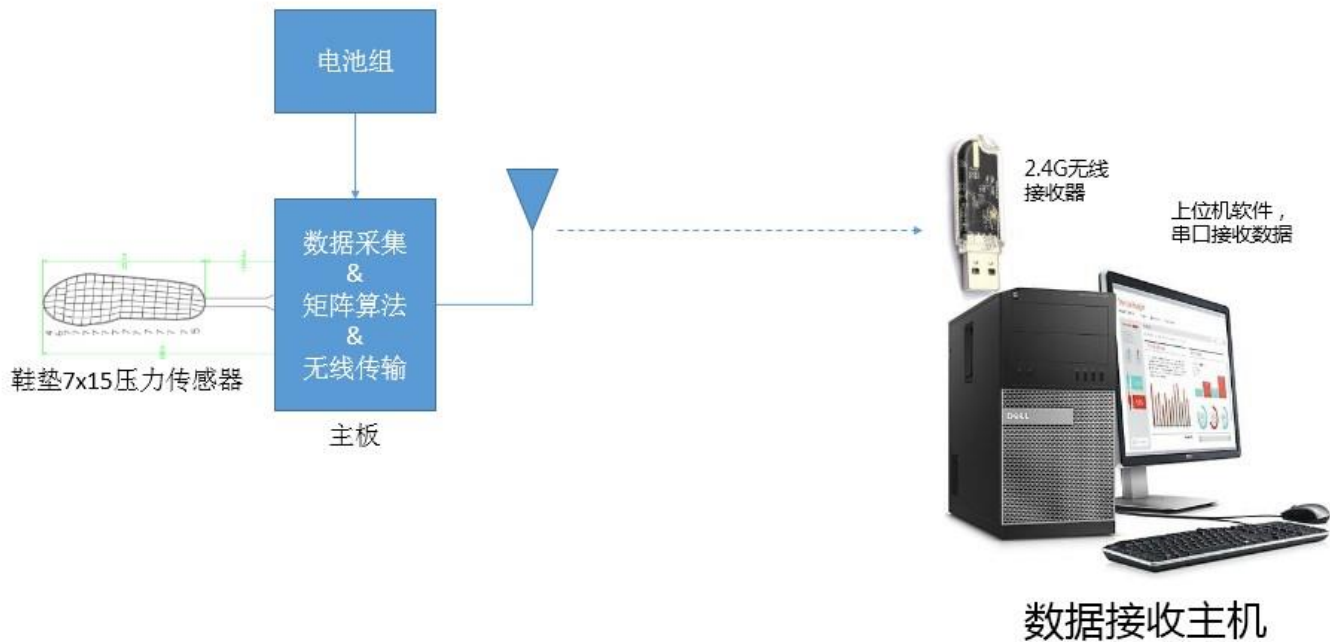 电池组
数据采集
&
矩阵算法
&
无线传输
主板
鞋垫7x15压力传感器
2.4G无线
接收器
上位机软件，
串口接收数据
DELL
数据接收主机